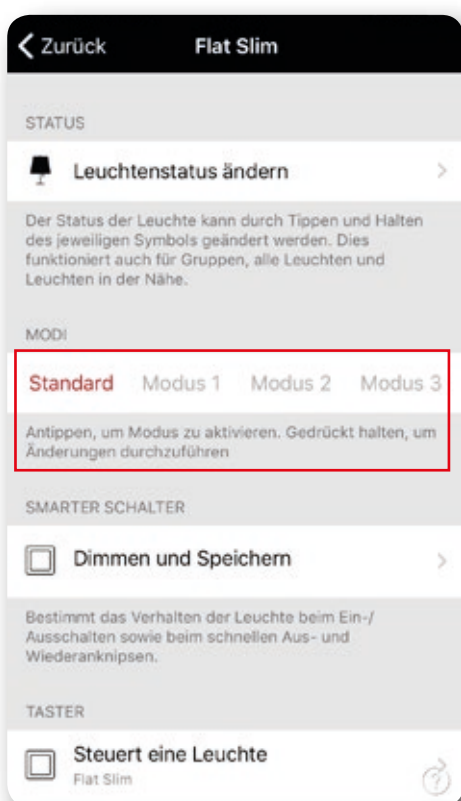 Zurück Flat Slim
STATUS
Leuchtenstatus ändern
Der Status der Leuchte kann durch Tippen und Halten
des jeweiligen Symbols geändert werden. Dies
funktioniert auch für Gruppen, alle Leuchten und
Leuchten in der Nähe.
MODI
Standard Modus 1 Modus 2 Modus 3
Antippen, um Modus zu aktivieren. Gedrückt halten, um
Änderungen durchzuführen
SMARTER SCHALTER
Dimmen und Speichern
Bestimmt das Verhalten der Leuchte beim Ein-/
Ausschalten sowie beim schnellen Aus- und
Wiederanknipsen.
TASTER
Steuert eine Leuchte
Flat Slim